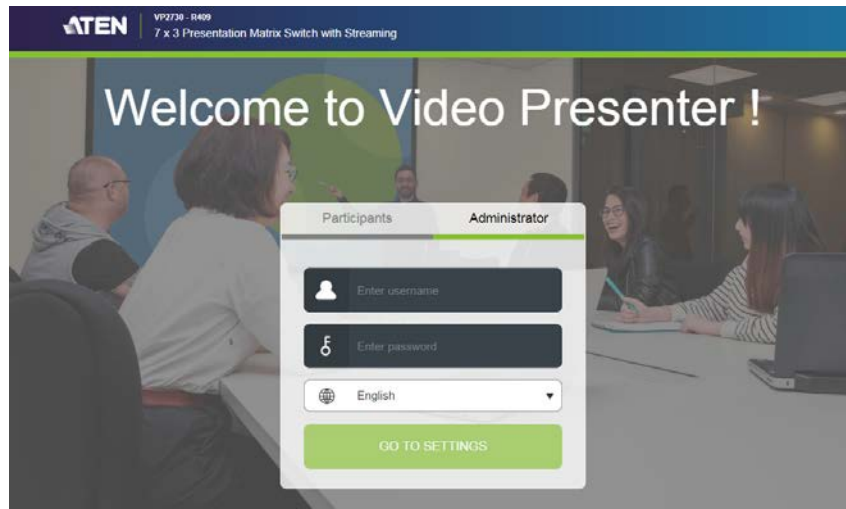 ATEN
VP2730 - R409
7 x 3 Presentation Matrix Switch with Streaming
Welcome to Video Presenter !
Participants
Administrator
Enter username
Enter password
English
GO TO SETTINGS